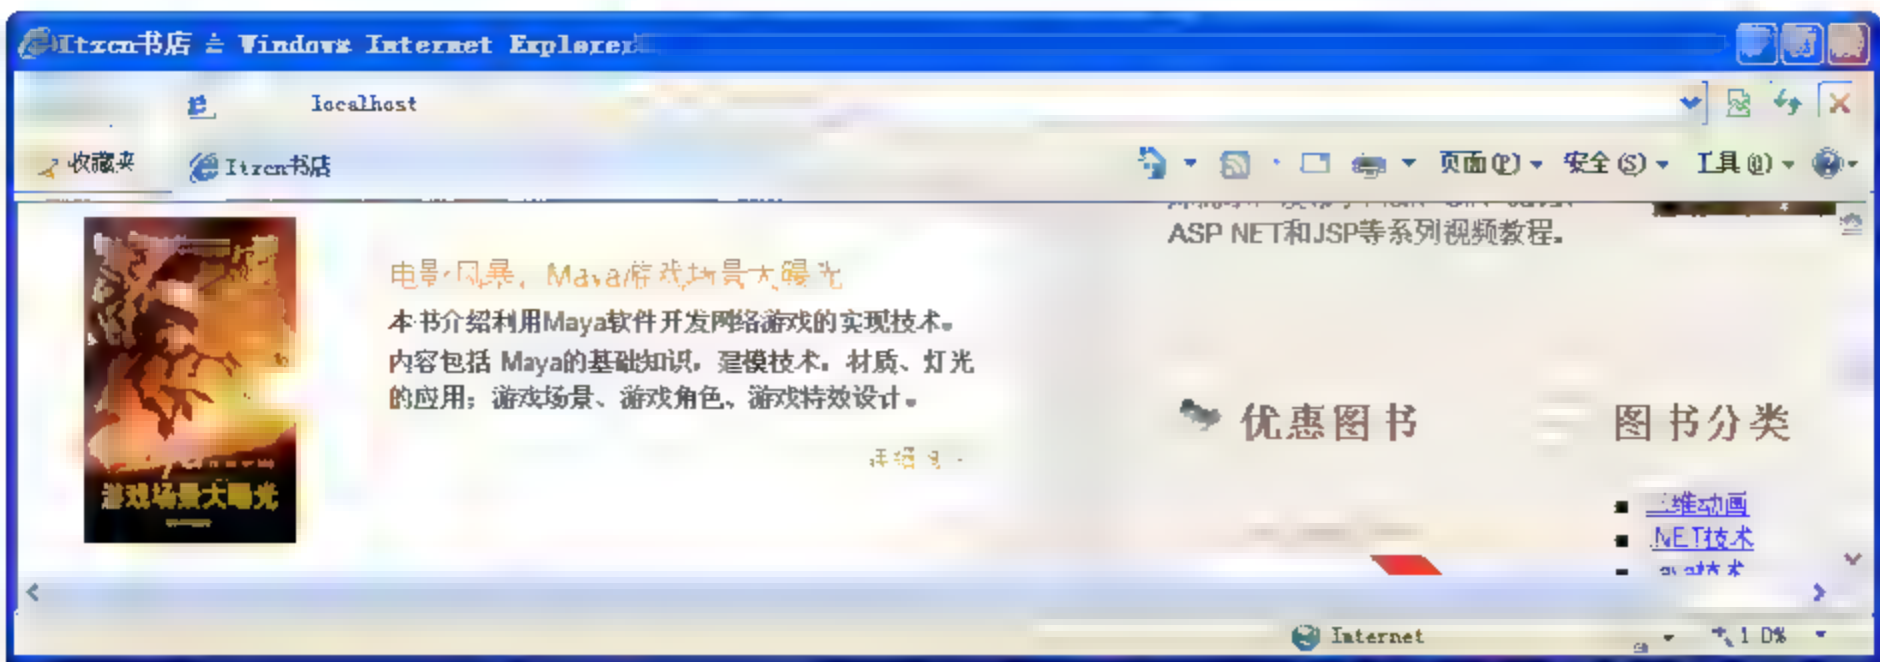 Itzcn书店 - Windows Internet Explorer
localhost
收藏夹 Itzcn书店 页面(P) 安全(S) 工具(O)
ASP NET和JSP等系列视频教程。
电影风暴，Maya游戏场景大曝光
本书介绍利用Maya软件开发网络游戏的实现技术。
内容包括 Maya的基础知识，建模技术，材质、灯光
的应用；游戏场景、游戏角色、游戏特效设计。
游戏场景大曝光
优惠图书
图书分类
三维动画
.NET技术
Internet